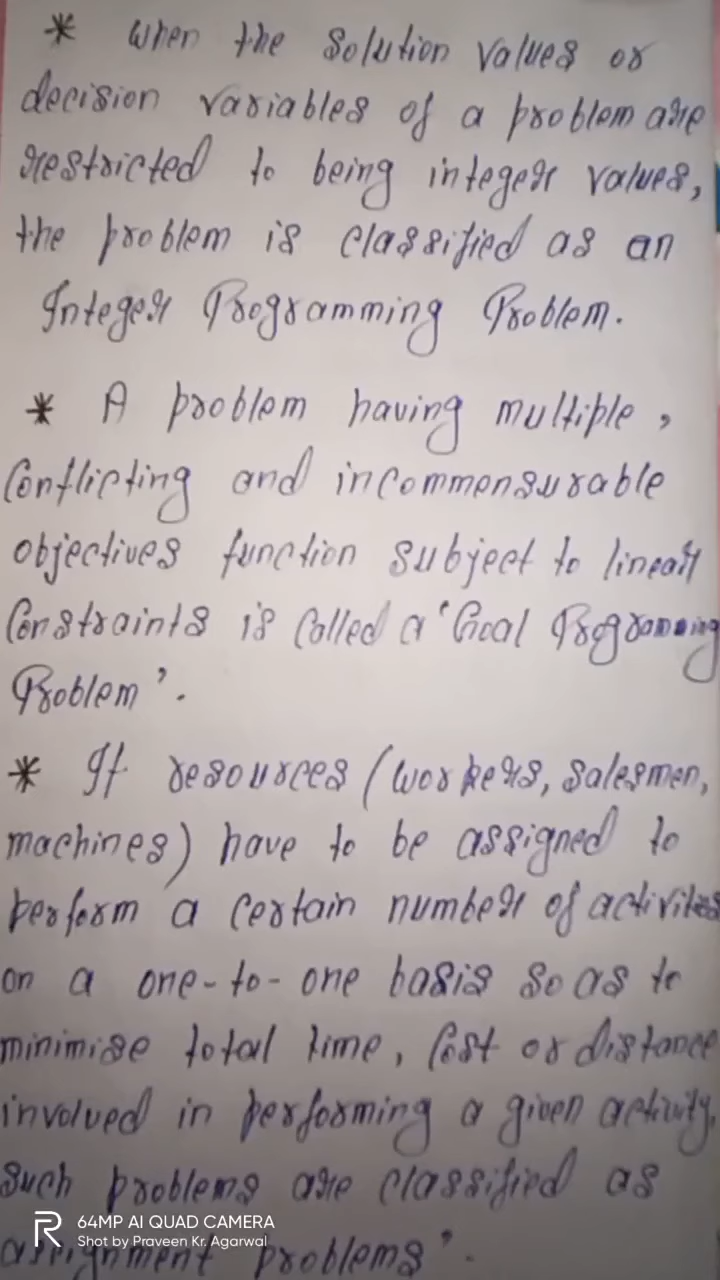 * when the solution values or
decision variables of a problem are
restricted to being integer values,
the problem is classified as an
Integer Programming Problem.
* A problem having multiple,
Conflicting and incommensurable
objectives function subject to linear
Constraints is Called a 'Goal Programming
Problem'.
* If resources (workers, salesmen,
machines) have to be assigned to
perform a certain number of activites
on a one-to-one basis so as to
minimise total time, Cost or distance
involved in performing a given activity,
Such problems are classified as
assignment problems".
64MP AI QUAD CAMERA
Shot by Praveen Kr. Agarwal